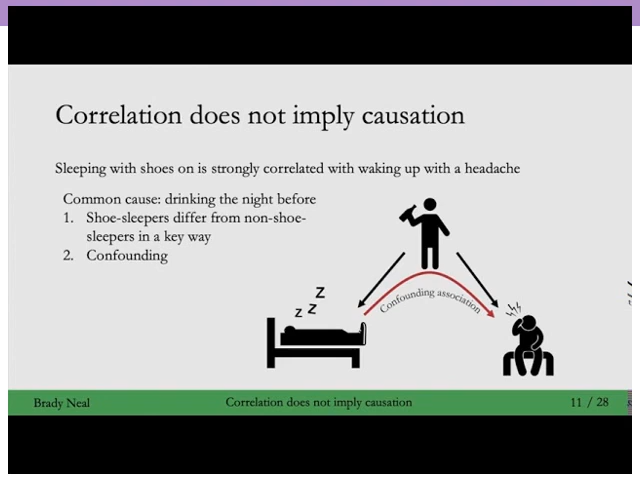 Correlation does not imply causation
Sleeping with shoes on is strongly correlated with waking up with a headache
Common cause: drinking the night before
1. Shoe-sleepers differ from non-shoe-
sleepers in a key way
2. Confounding
Confounding association
z z Z
Brady Neal
Correlation does not imply causation
11 / 28